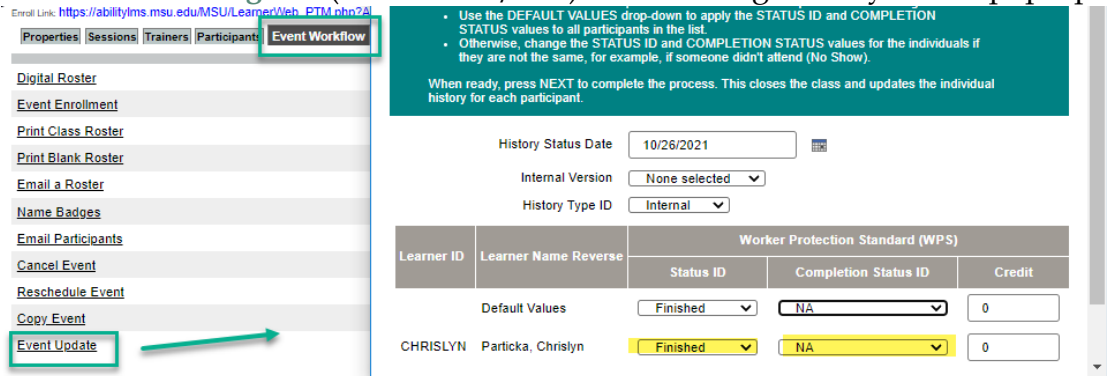 Enroll Link: https://abilitylms.msu.edu/MSU/LearnerWeb_PTM.php?A
Properties Sessions Trainers Participants Event Workflow
Digital Roster
Event Enrollment
Print Class Roster
Print Blank Roster
Email a Roster
Name Badges
Email Participants
Cancel Event
Reschedule Event
Copy Event
Event Update
• Use the DEFAULT VALUES drop-down to apply the STATUS ID and COMPLETION
STATUS values to all participants in the list.
• Otherwise, change the STATUS ID and COMPLETION STATUS values for the individuals if
they are not the same, for example, if someone didn't attend (No Show).
When ready, press NEXT to complete the process. This closes the class and updates the individual
history for each participant.
History Status Date 10/26/2021
Internal Version None selected
History Type ID Internal
Learner ID Learner Name Reverse Worker Protection Standard (WPS)
Status ID Completion Status ID Credit
Default Values Finished NA 0
CHRISLYN Particka, Chrislyn Finished NA 0